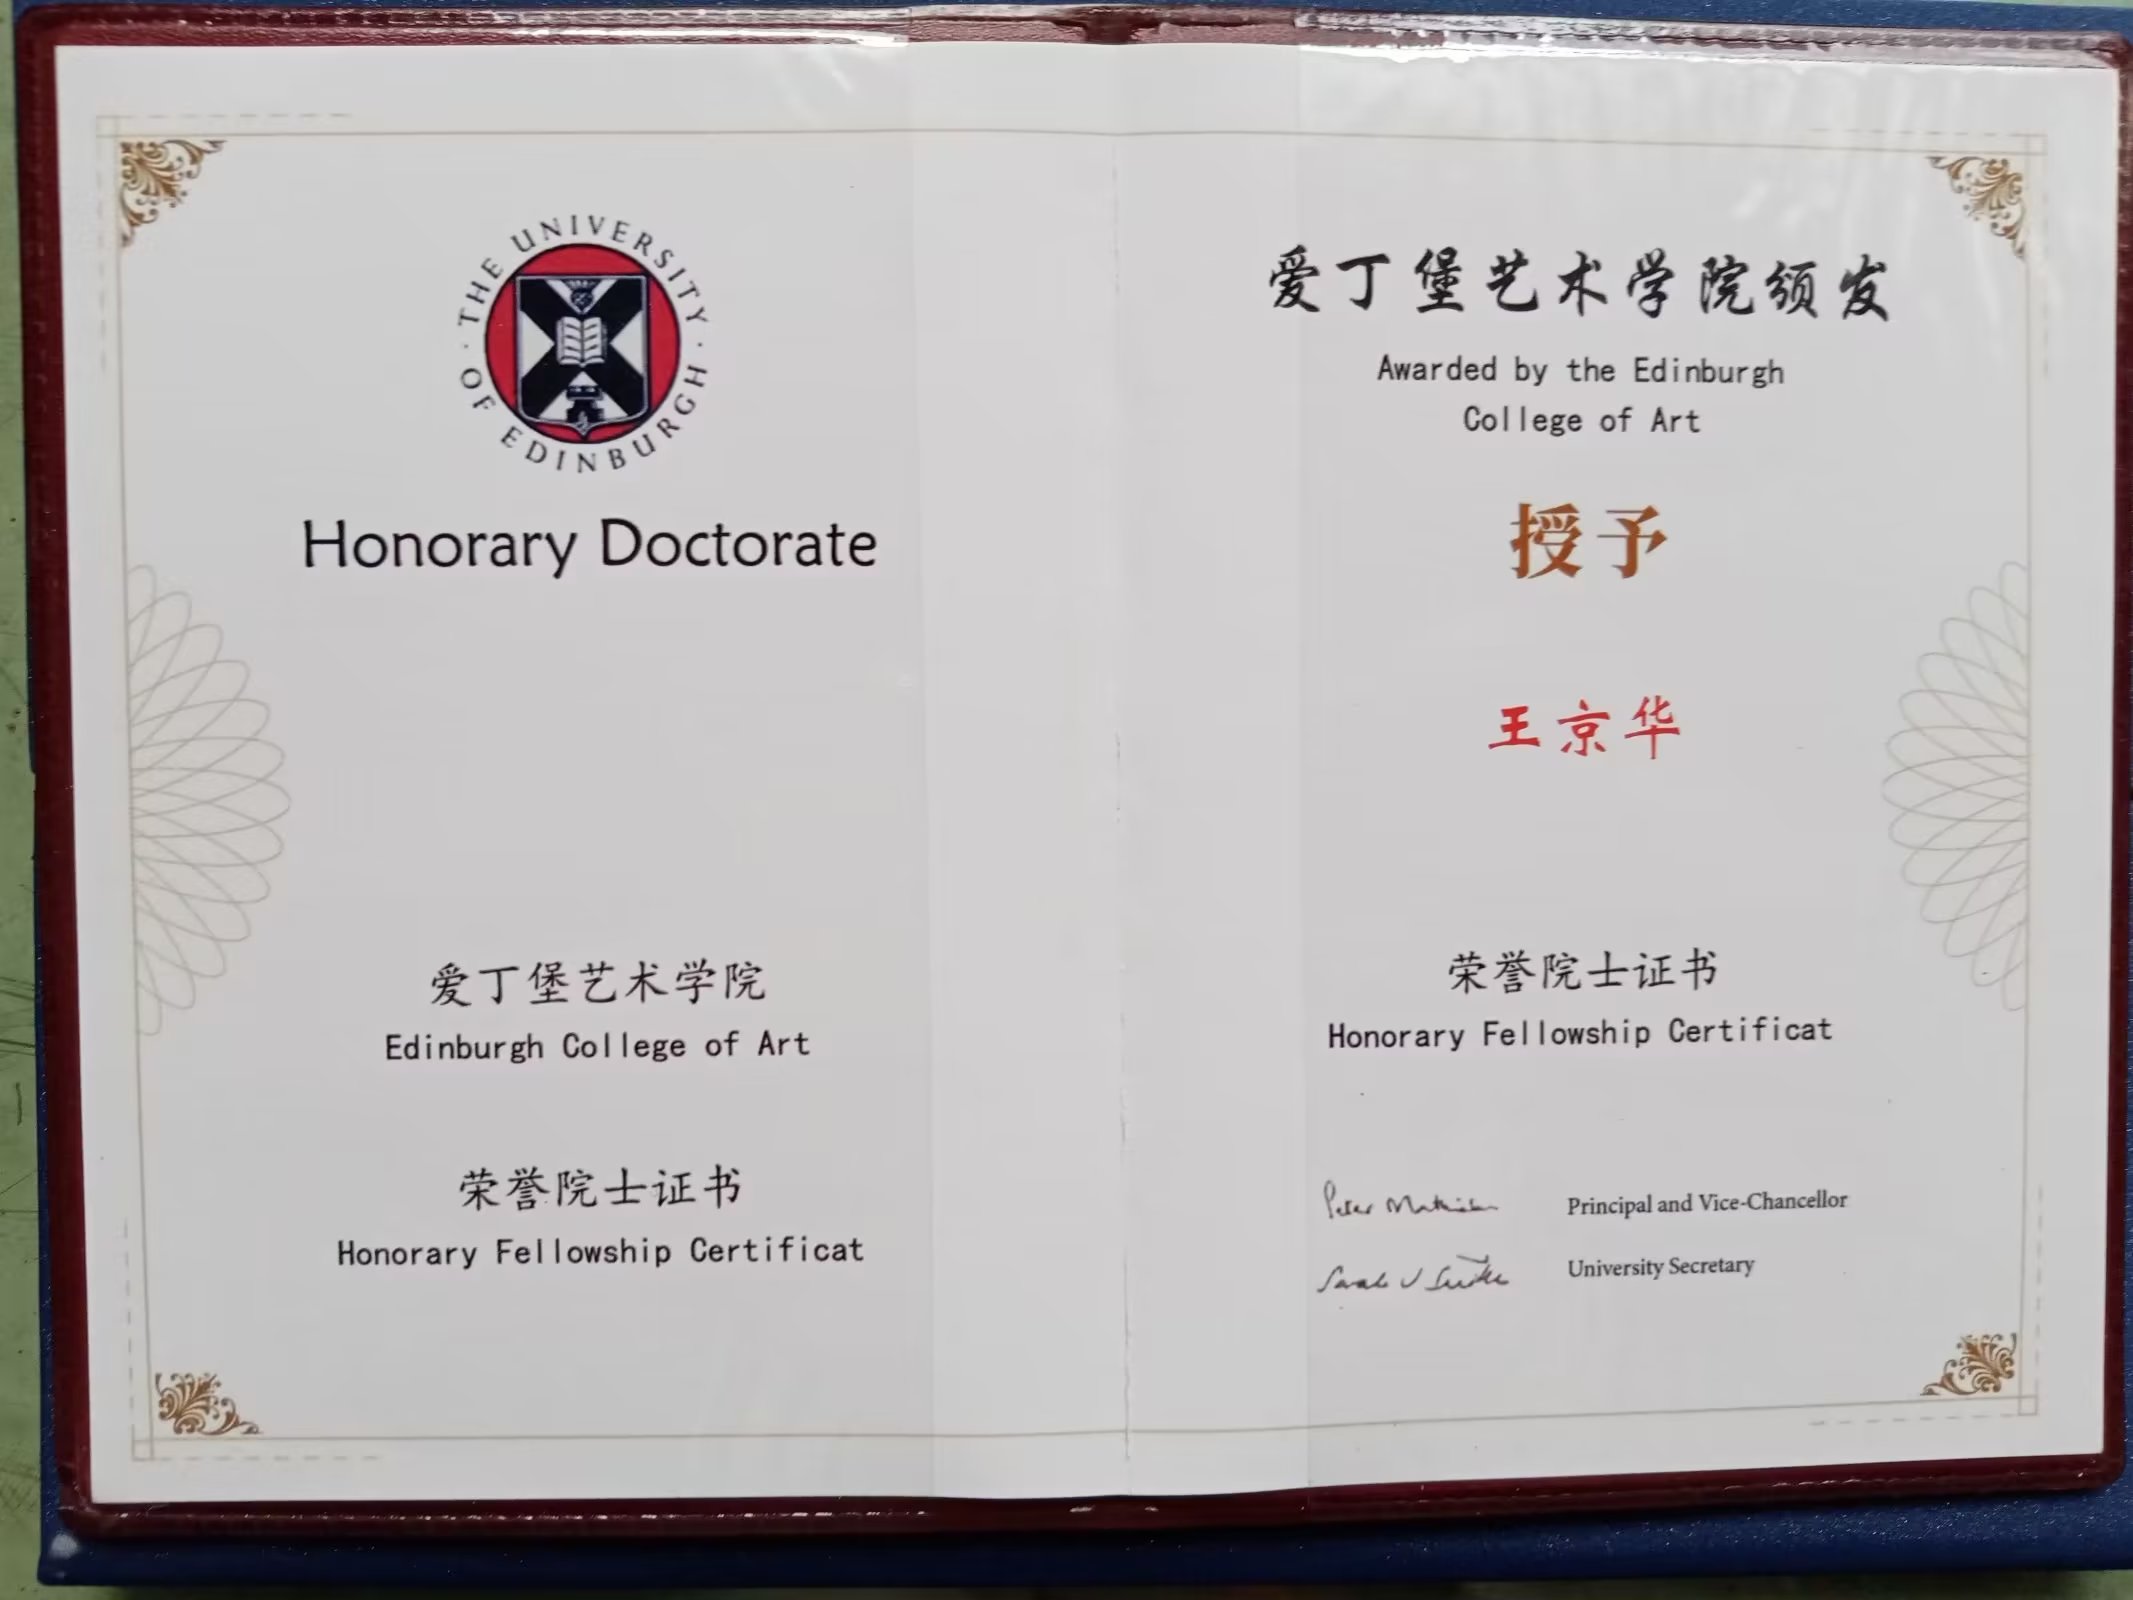 THE UNIVERSITY OF EDINBURGH
Honorary Doctorate
爱丁堡艺术学院
Edinburgh College of Art
荣誉院士证书
Honorary Fellowship Certificat
爱丁堡艺术学院颁发
Awarded by the Edinburgh
College of Art
授予
王京华
荣誉院士证书
Honorary Fellowship Certificat
Principal and Vice-Chancellor
University Secretary